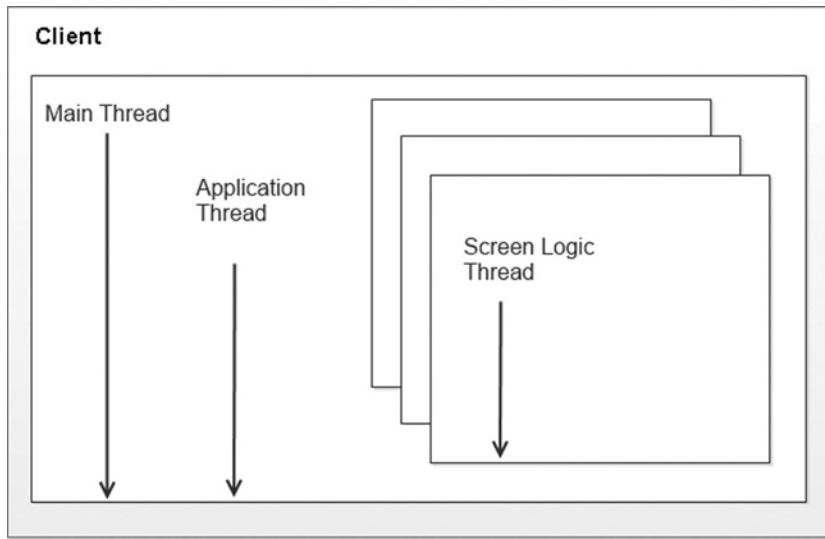 Client
Main Thread
Application
Thread
Screen Logic
Thread